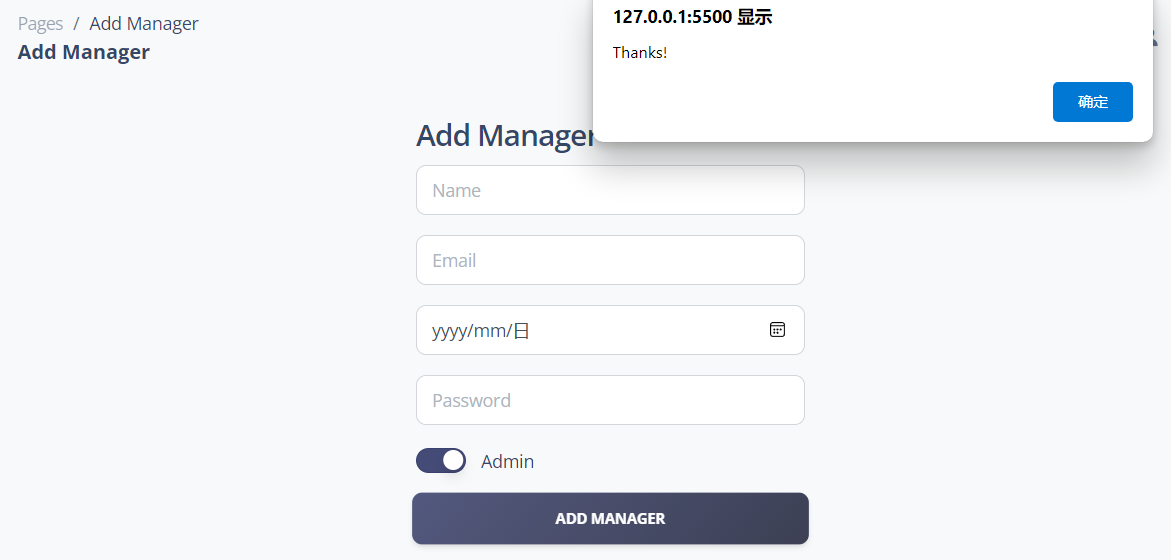 Pages / Add Manager
Add Manager
127.0.0.1:5500 显示
Thanks!
确定
Add Manager
Name
Email
yyyy/mm/日
Password
Admin
ADD MANAGER